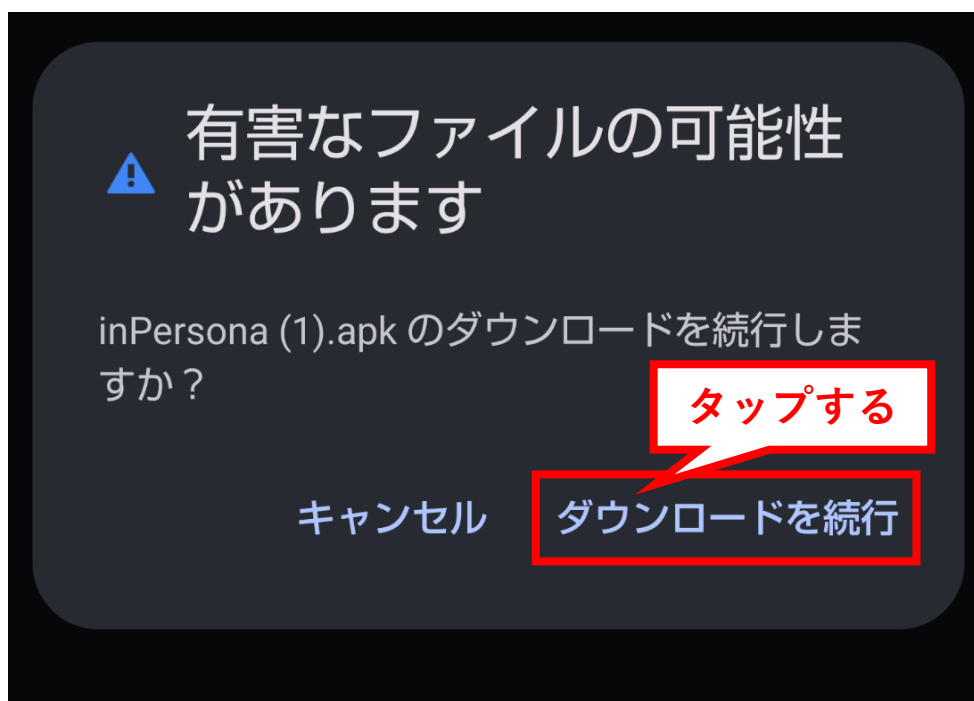 有害なファイルの可能性
があります
inPersona (1).apk のダウンロードを続行しま
すか？
タップする
キャンセル
ダウンロードを続行